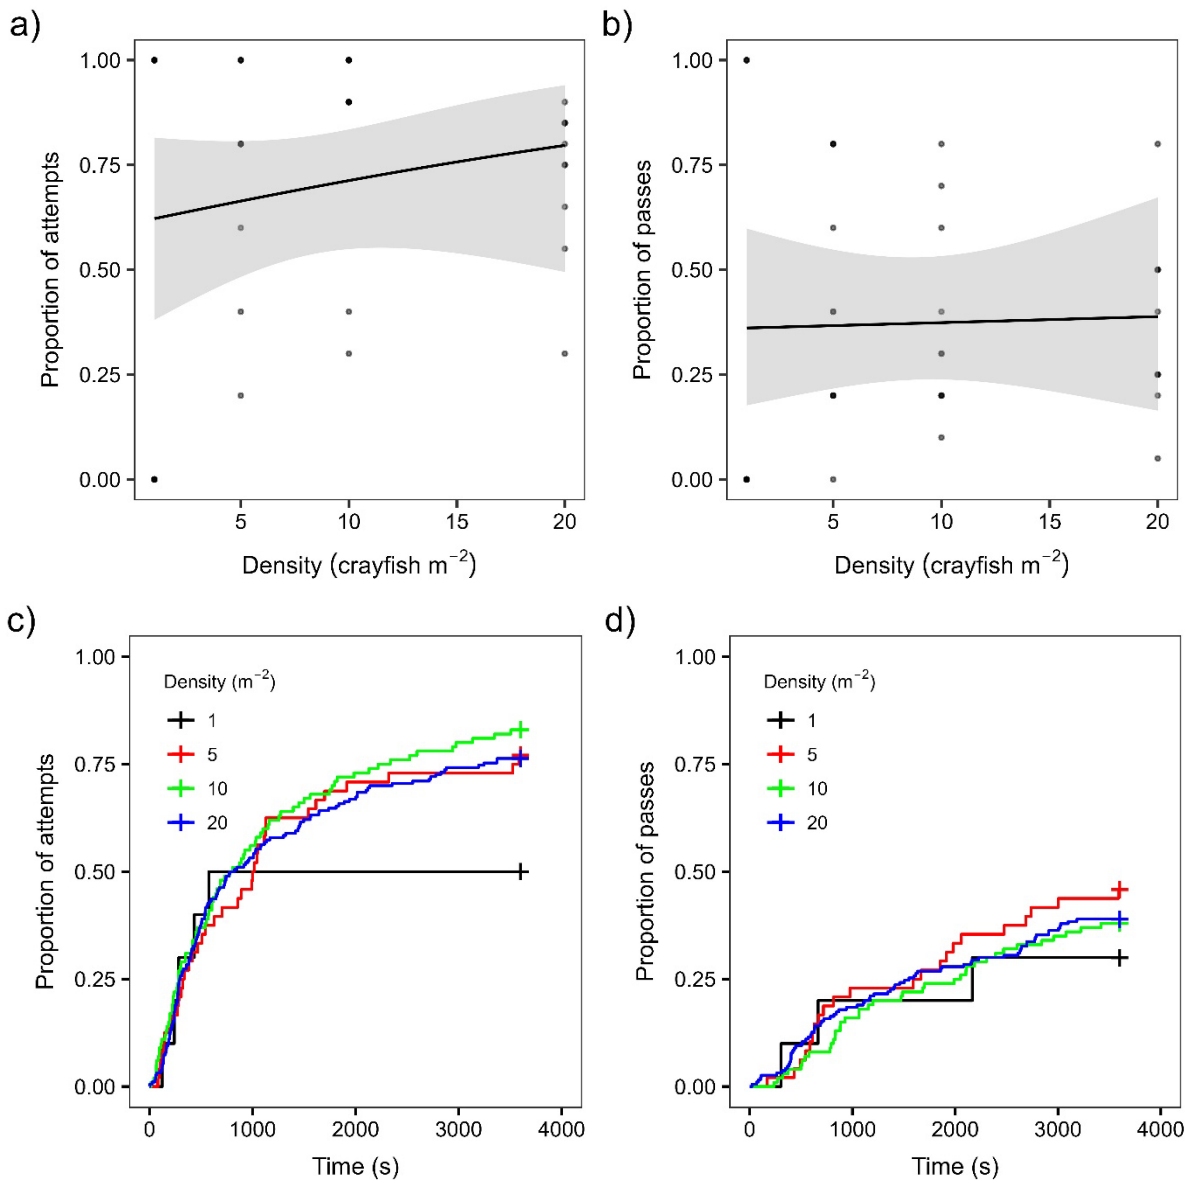 a)
1.00
0.75
0.50
0.25
0.00
Proportion of attempts
5 10 15 20
Density (crayfish m⁻²)
b)
1.00
0.75
0.50
0.25
0.00
Proportion of passes
5 10 15 20
Density (crayfish m⁻²)
c)
1.00
0.75
0.50
0.25
0.00
Proportion of attempts
Density (m⁻²)
1
5
10
20
0 1000 2000 3000 4000
Time (s)
d)
1.00
0.75
0.50
0.25
0.00
Proportion of passes
Density (m⁻²)
1
5
10
20
0 1000 2000 3000 4000
Time (s)